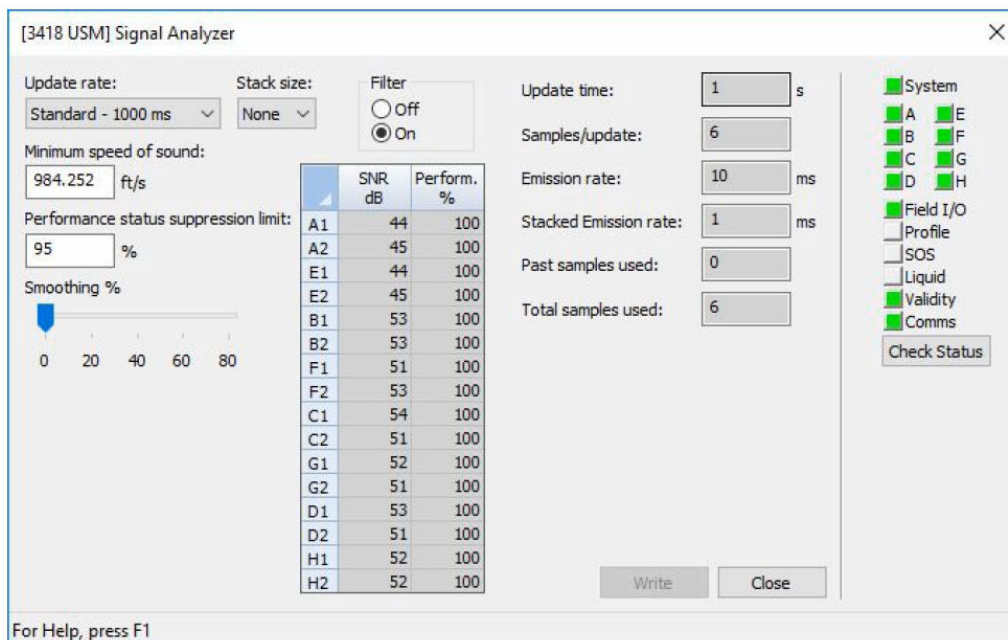 [3418 USM] Signal Analyzer
Update rate:
Standard - 1000 ms
Stack size:
None
Filter
Off
On
Minimum speed of sound:
984.252 ft/s
Performance status suppression limit:
95 %
Smoothing %
0 20 40 60 80
SNR dB Perform. %
A1 44 100
A2 45 100
E1 44 100
E2 45 100
B1 53 100
B2 53 100
F1 51 100
F2 53 100
C1 54 100
C2 51 100
G1 52 100
G2 51 100
D1 53 100
D2 51 100
H1 52 100
H2 52 100
Update time: 1 s
Samples/update: 6
Emission rate: 10 ms
Stacked Emission rate: 1 ms
Past samples used: 0
Total samples used: 6
Write Close
System
A E
B F
C G
D H
Field I/O
Profile
SOS
Liquid
Validity
Comms
Check Status
For Help, press F1